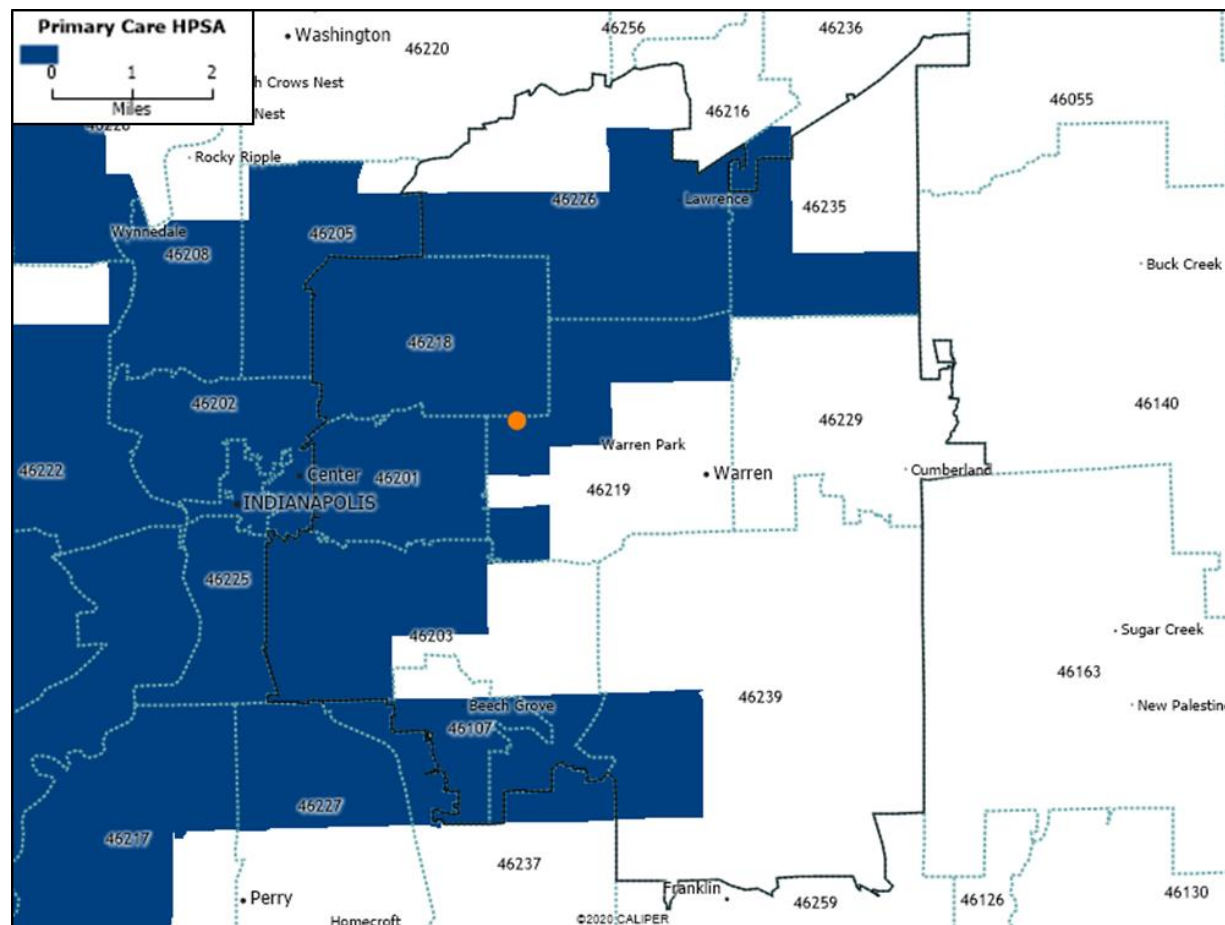 Primary Care HPSA
0 1 2
Miles
Washington
46220
46256
46236
h Crows Nest
Nest
46216
46055
Rocky Ripple
46226
Lawrence
46235
Wynnedale
46208
46205
Buck Creek
46218
46202
46140
46229
Warren Park
46222
Center
46201
Warren
Cumberland
INDIANAPOLIS
46219
46225
46203
Sugar Creek
46163
46239
Beech Grove
46107
New Palestine
46227
46217
46237
Franklin
Perry
46259
46126
46130
Homecroft
©2020 CALIPER